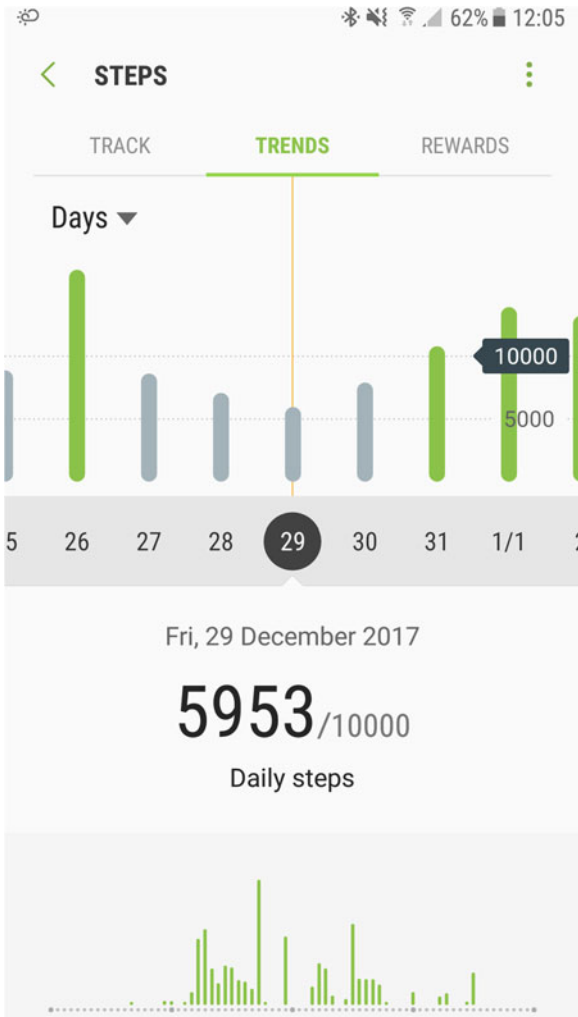 62% 12:05
STEPS
TRACK TRENDS REWARDS
Days
10000
5000
5 26 27 28 29 30 31 1/1
Fri, 29 December 2017
5953/10000
Daily steps